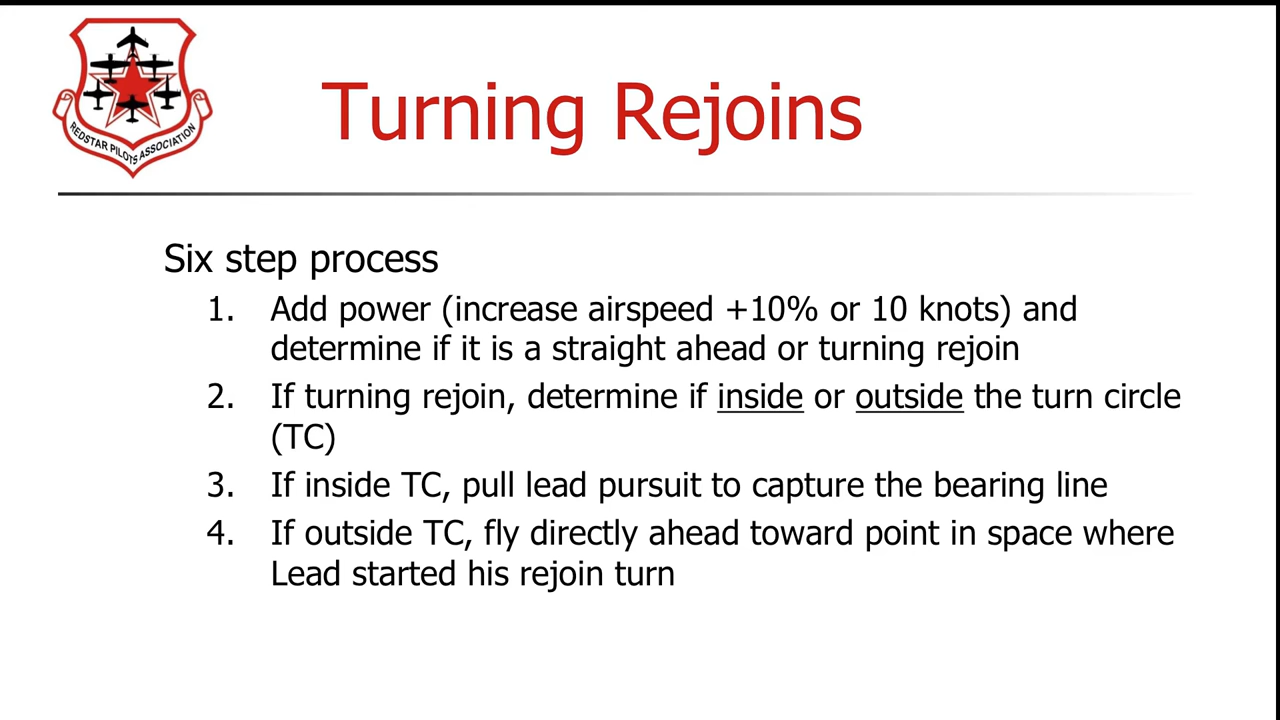 REDSTAR PILOTS ASSOCIATION
Turning Rejoins
Six step process
1. Add power (increase airspeed +10% or 10 knots) and
determine if it is a straight ahead or turning rejoin
2. If turning rejoin, determine if inside or outside the turn circle
(TC)
3. If inside TC, pull lead pursuit to capture the bearing line
4. If outside TC, fly directly ahead toward point in space where
Lead started his rejoin turn